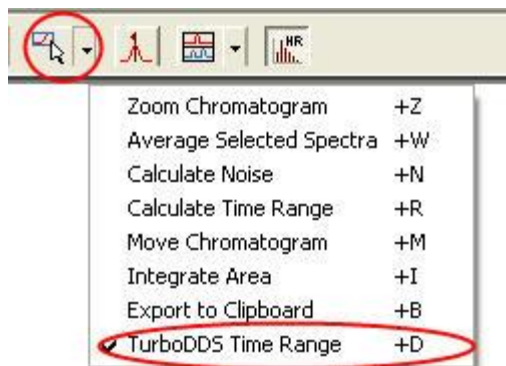 HR
Zoom Chromatogram +Z
Average Selected Spectra +W
Calculate Noise +N
Calculate Time Range +R
Move Chromatogram +M
Integrate Area +I
Export to Clipboard +B
TurboDDS Time Range +D